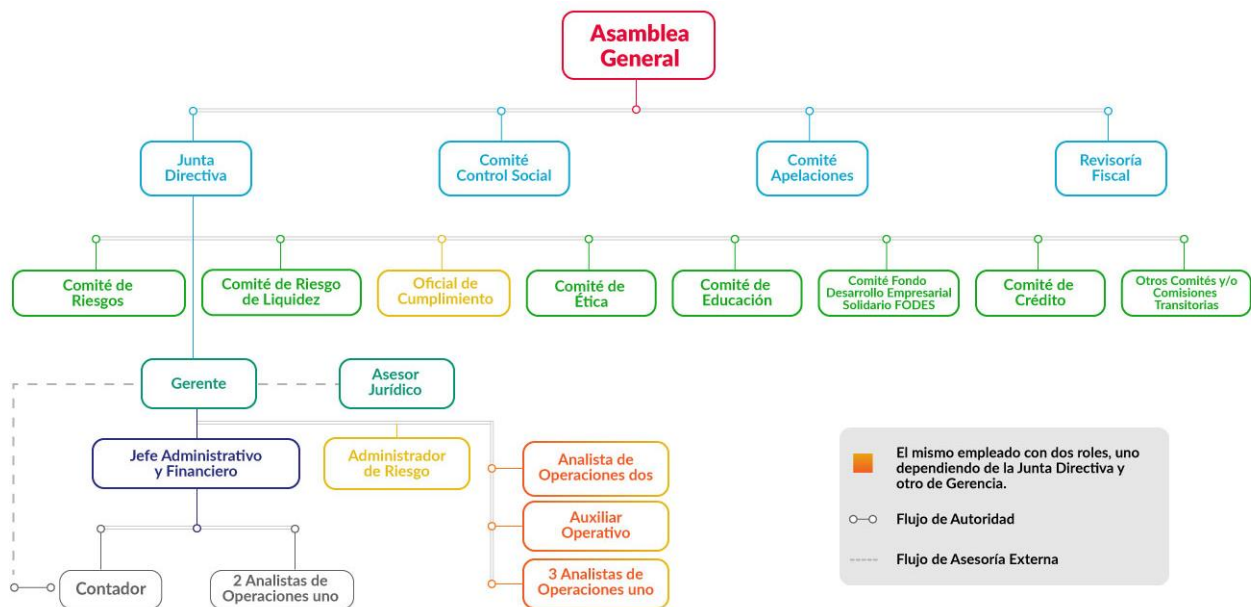 Asamblea
General
Junta
Directiva
Comité
Control Social
Comité
Apelaciones
Revisoría
Fiscal
Comité de
Riesgos
Comité de Riesgo
de Liquidez
Oficial de
Cumplimiento
Comité de
Ética
Comité de
Educación
Comité Fondo
Desarrollo Empresarial
Solidario FODES
Comité de
Crédito
Otros Comités y/o
Comisiones
Transitorias
Gerente
Asesor
Jurídico
Jefe Administrativo
y Financiero
Administrador
de Riesgo
Analista de
Operaciones dos
Auxiliar
Operativo
3 Analistas de
Operaciones uno
Contador
2 Analistas de
Operaciones uno
El mismo empleado con dos roles, uno
dependiendo de la Junta Directiva y
otro de Gerencia.
Flujo de Autoridad
Flujo de Asesoría Externa